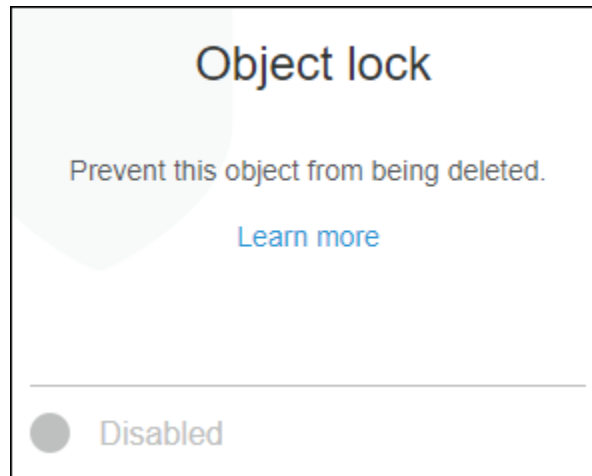 Object lock
Prevent this object from being deleted.
Learn more
Disabled